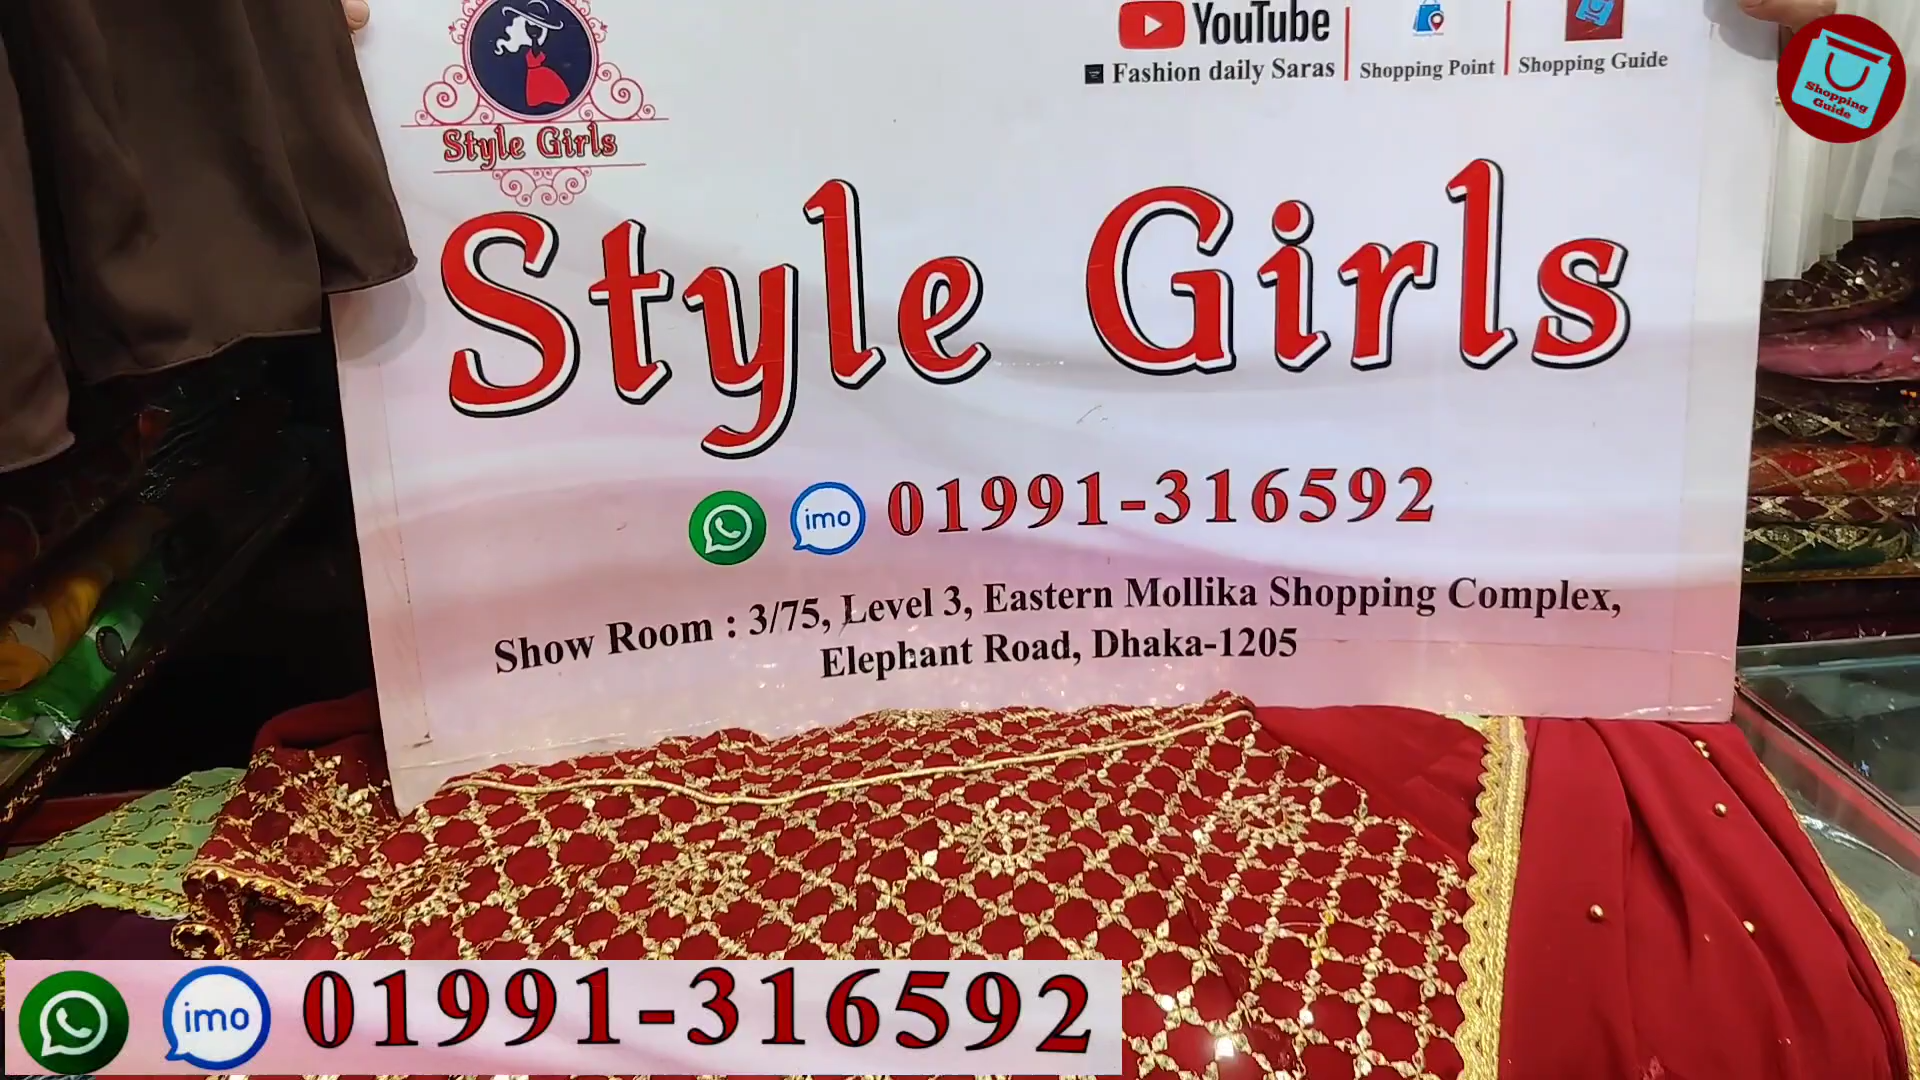 YouTube
Fashion daily Saras
Shopping Point
Shopping Guide
Shopping
Guide
Style Girls
Style Girls
imo 01991-316592
Show Room : 3/75, Level 3, Eastern Mollika Shopping Complex,
Elephant Road, Dhaka-1205
imo 01991-316592